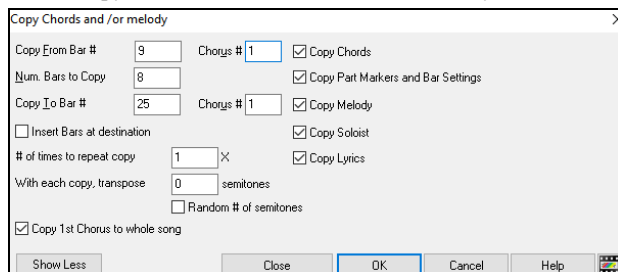 Copy Chords and /or melody
Copy From Bar # 9 Chorus # 1 Copy Chords
Num. Bars to Copy 8 Copy Part Markers and Bar Settings
Copy To Bar # 25 Chorus # 1 Copy Melody
Insert Bars at destination Copy Soloist
# of times to repeat copy 1 X Copy Lyrics
With each copy, transpose 0 semitones
Random # of semitones
Copy 1st Chorus to whole song
Show Less Close OK Cancel Help